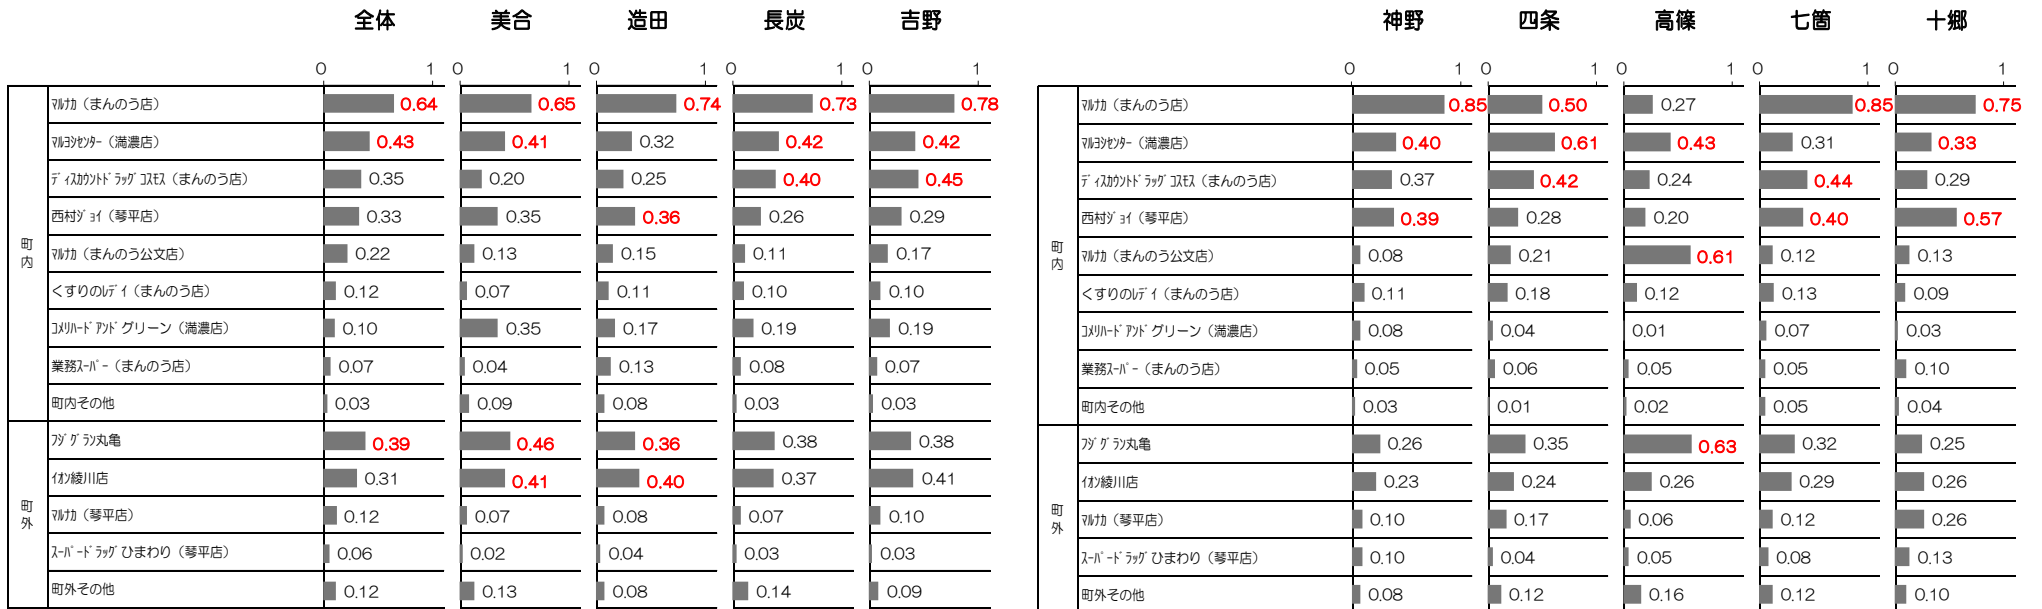 全体 美合 造田 長炭 吉野
0 1 0 1 0 1 0 1 0 1
町内
ﾏﾙﾅｶ（まんのう店） 0.64 0.65 0.74 0.73 0.78
ﾏﾙﾖｼｾﾝﾀｰ（満濃店） 0.43 0.41 0.32 0.42 0.42
ﾃﾞｨｽｶｳﾝﾄﾄﾞﾗｯｸﾞｺｽﾓｽ（まんのう店） 0.35 0.20 0.25 0.40 0.45
西村ｼﾞｮｲ（琴平店） 0.33 0.35 0.36 0.26 0.29
ﾏﾙﾅｶ（まんのう公文店） 0.22 0.13 0.15 0.11 0.17
くすりのﾚﾃﾞｲ（まんのう店） 0.12 0.07 0.11 0.10 0.10
ｺﾒﾘﾊｰﾄﾞｱﾝﾄﾞグリーン（満濃店） 0.10 0.35 0.17 0.19 0.19
業務ｽｰﾊﾟｰ（まんのう店） 0.07 0.04 0.13 0.08 0.07
町内その他 0.03 0.09 0.08 0.03 0.03
町外
ﾌｼﾞｸﾞﾗﾝ丸亀 0.39 0.46 0.36 0.38 0.38
ｲｵﾝ綾川店 0.31 0.41 0.40 0.37 0.41
ﾏﾙﾅｶ（琴平店） 0.12 0.07 0.08 0.07 0.10
ｽｰﾊﾟｰﾄﾞﾗｯｸﾞひまわり（琴平店） 0.06 0.02 0.04 0.03 0.03
町外その他 0.12 0.13 0.08 0.14 0.09
神野 四条 高篠 七箇 十郷
0 1 0 1 0 1 0 1 0 1
町内
ﾏﾙﾅｶ（まんのう店） 0.85 0.50 0.27 0.85 0.75
ﾏﾙﾖｼｾﾝﾀｰ（満濃店） 0.40 0.61 0.43 0.31 0.33
ﾃﾞｨｽｶｳﾝﾄﾄﾞﾗｯｸﾞｺｽﾓｽ（まんのう店） 0.37 0.42 0.24 0.44 0.29
西村ｼﾞｮｲ（琴平店） 0.39 0.28 0.20 0.40 0.57
ﾏﾙﾅｶ（まんのう公文店） 0.08 0.21 0.61 0.12 0.13
くすりのﾚﾃﾞｲ（まんのう店） 0.11 0.18 0.12 0.13 0.09
ｺﾒﾘﾊｰﾄﾞｱﾝﾄﾞグリーン（満濃店） 0.08 0.04 0.01 0.07 0.03
業務ｽｰﾊﾟｰ（まんのう店） 0.05 0.06 0.05 0.05 0.10
町内その他 0.03 0.01 0.02 0.05 0.04
町外
ﾌｼﾞｸﾞﾗﾝ丸亀 0.26 0.35 0.63 0.32 0.25
ｲｵﾝ綾川店 0.23 0.24 0.26 0.29 0.26
ﾏﾙﾅｶ（琴平店） 0.10 0.17 0.06 0.12 0.26
ｽｰﾊﾟｰﾄﾞﾗｯｸﾞひまわり（琴平店） 0.10 0.04 0.05 0.08 0.13
町外その他 0.08 0.12 0.16 0.12 0.10